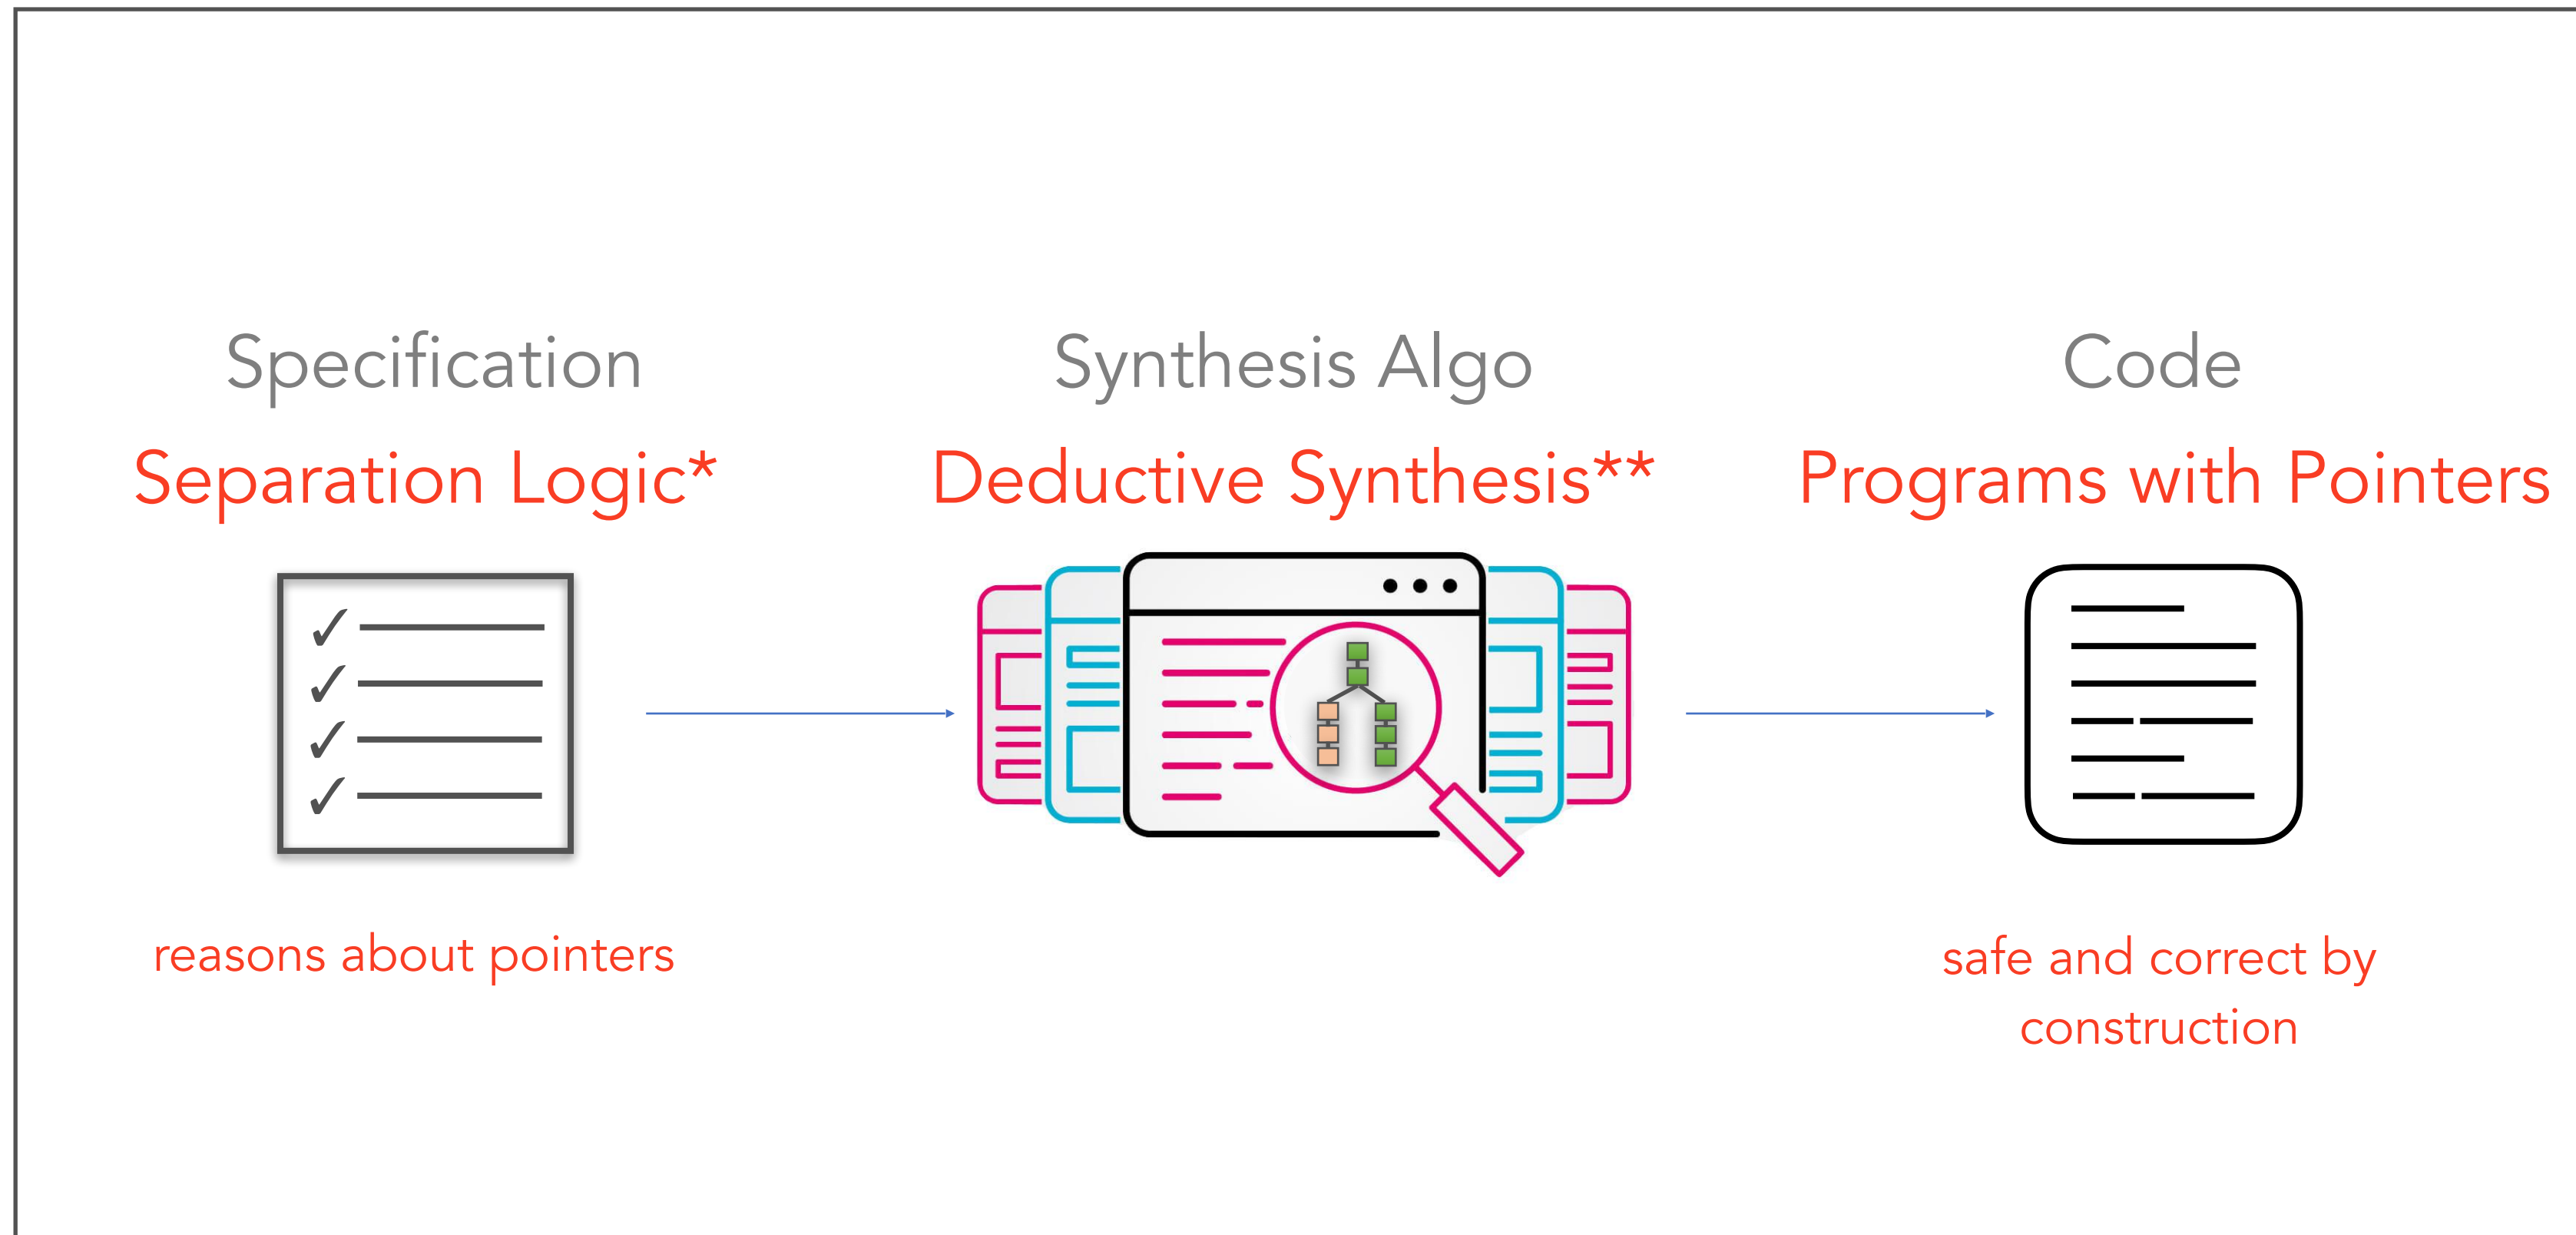 Specification
Separation Logic*
reasons about pointers
Synthesis Algo
Deductive Synthesis**
Code
Programs with Pointers
safe and correct by
construction